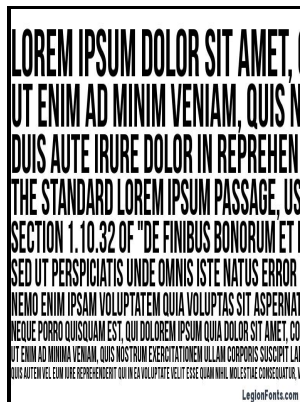 LOREM IPSUM DOLOR SIT AMET,
UT ENIM AD MINIM VENIAM, QUIS N
DUIS AUTE IRURE DOLOR IN REPREHEN
THE STANDARD LOREM IPSUM PASSAGE, US
SECTION 1.10.32 OF "DE FINIBUS BONORUM ET
SED UT PERSPICIATIS UNDE OMNIS ISTE NATUS ERROR
NEMO ENIM IPSAM VOLUPTATEM QUIA VOLUPTAS SIT ASPERNA
NEQUE PORRO QUISQUAM EST, QUI DOLOREM IPSUM QUIA DOLOR SIT AMET, CO
UT ENIM AD MINIMA VENIAM, QUIS NOSTRUM EXERCITATIONEM ULLAM CORPORIS SUSCIPIT LA
QUIS AUTEM VEL EUM IURE REPREHENDERIT QUI IN EA VOLUPTATE VELIT ESSE QUAM NIHIL MOLESTIAE CONSEQUATUR, V
LegionFonts.com